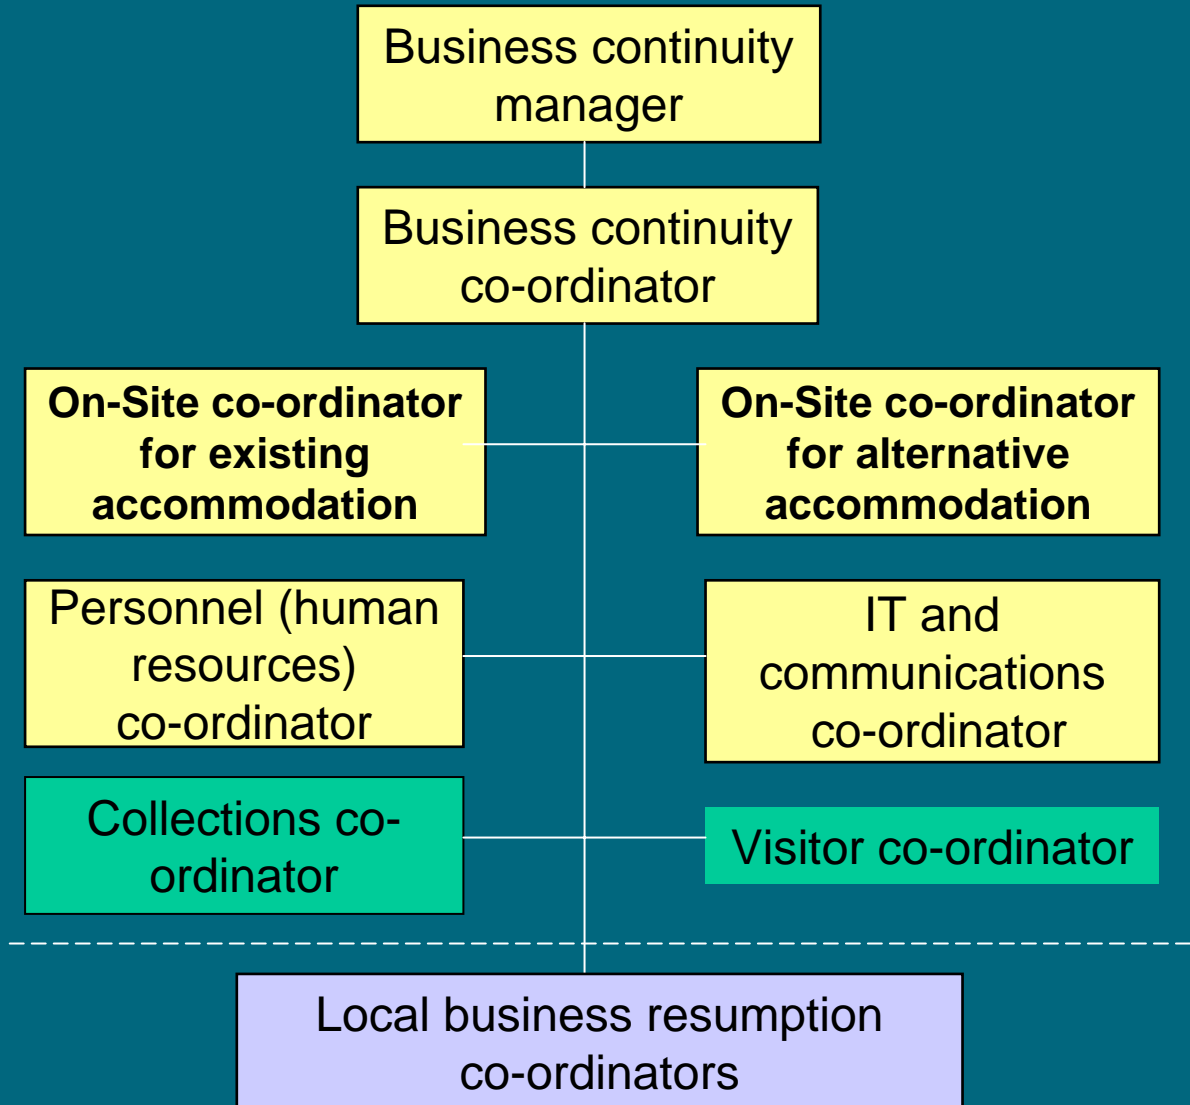 Business continuity
manager
Business continuity
co-ordinator
On-Site co-ordinator
for existing
accommodation
On-Site co-ordinator
for alternative
accommodation
Personnel (human
resources)
co-ordinator
IT and
communications
co-ordinator
Collections co-
ordinator
Visitor co-ordinator
Local business resumption
co-ordinators